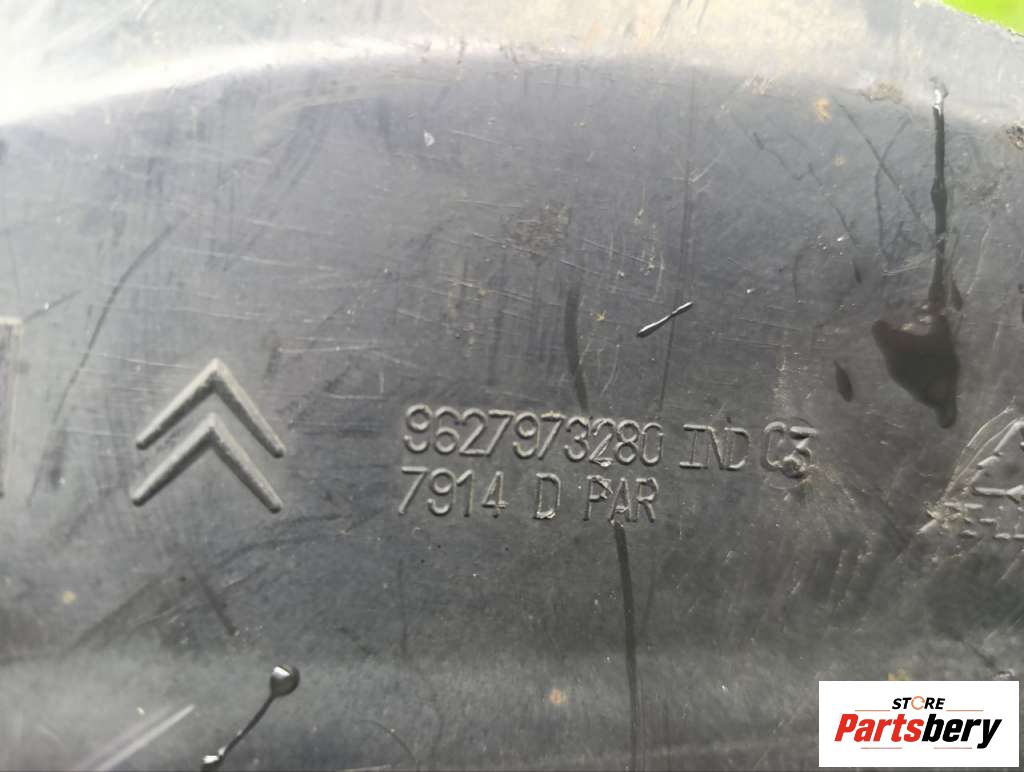 9627973280 IND C3
7914 D PAR
STORE
Partsbery